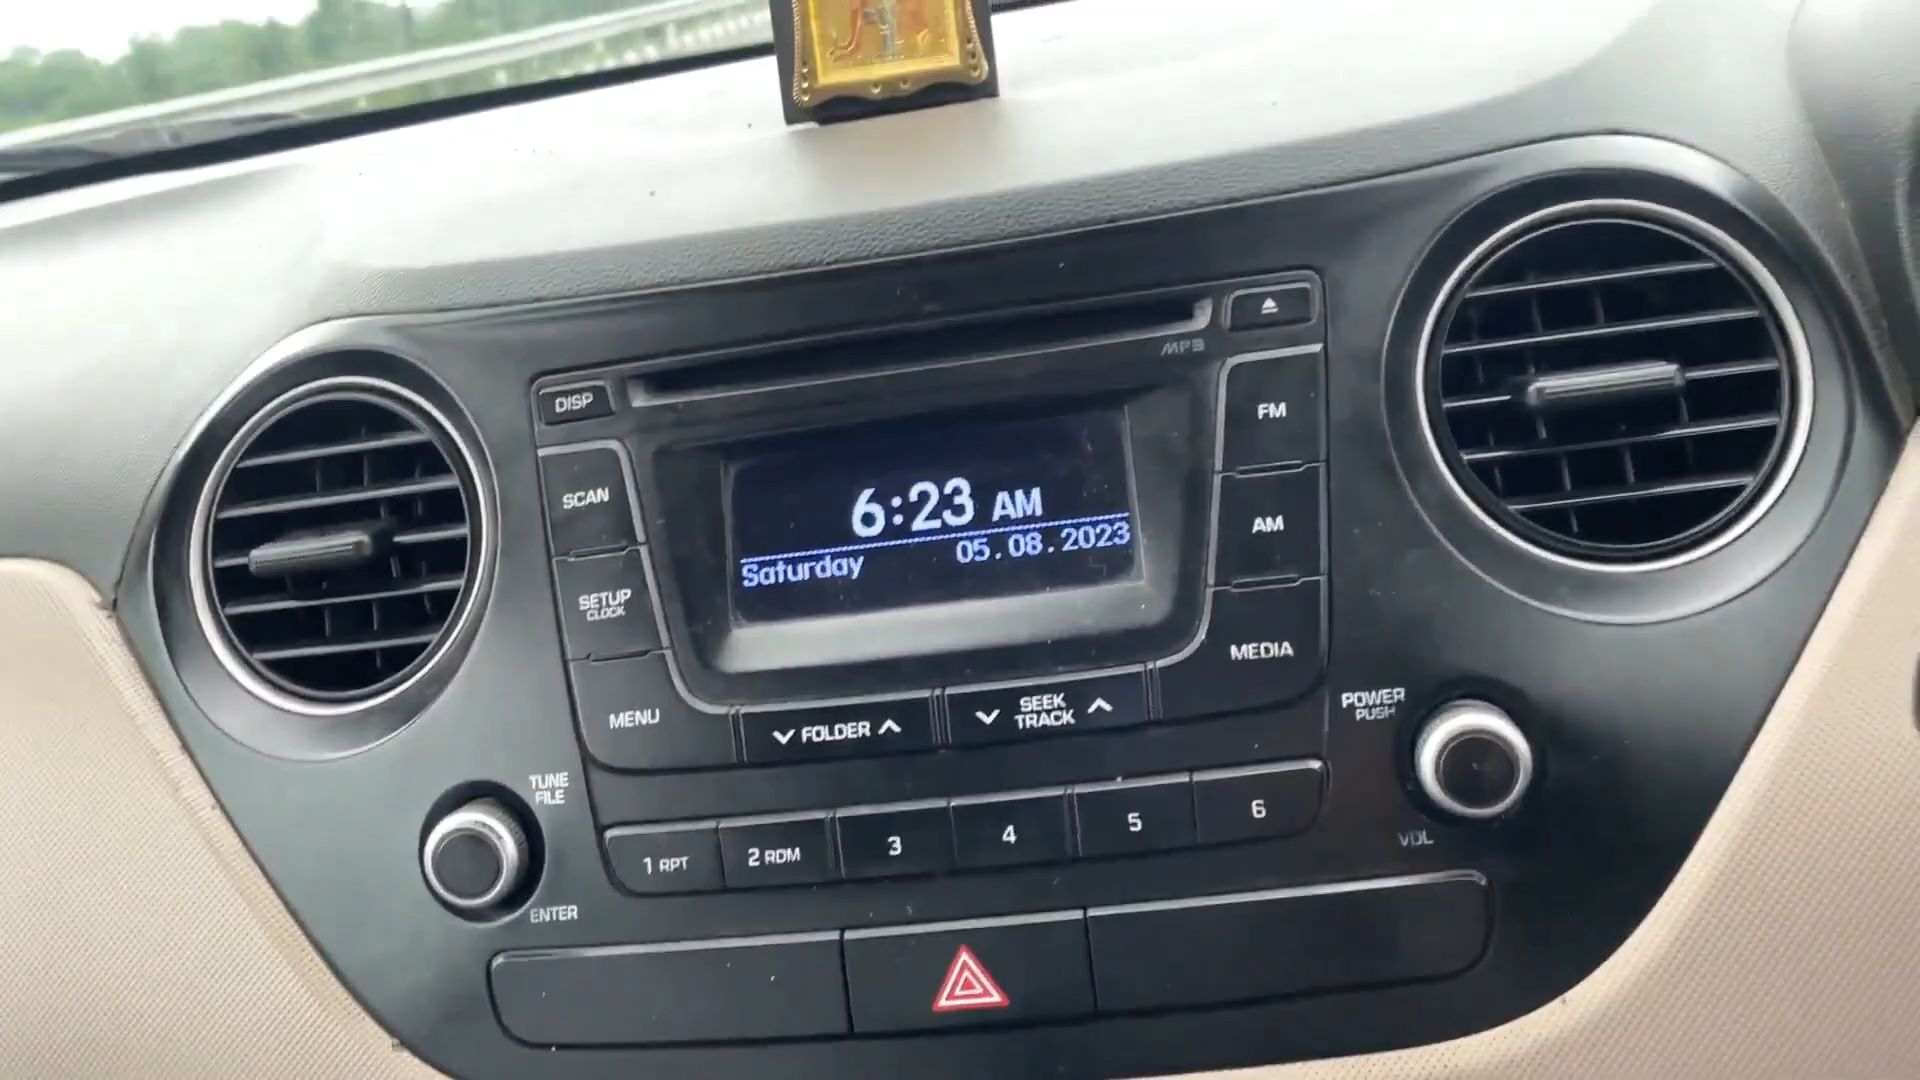 MP3
DISP
FM
SCAN
6:23 AM
AM
Saturday 05.08.2023
SETUP
CLOCK
MEDIA
MENU
FOLDER
SEEK
TRACK
POWER
PUSH
TUNE
FILE
1 RPT
2 RDM
3
4
5
6
VOL
ENTER